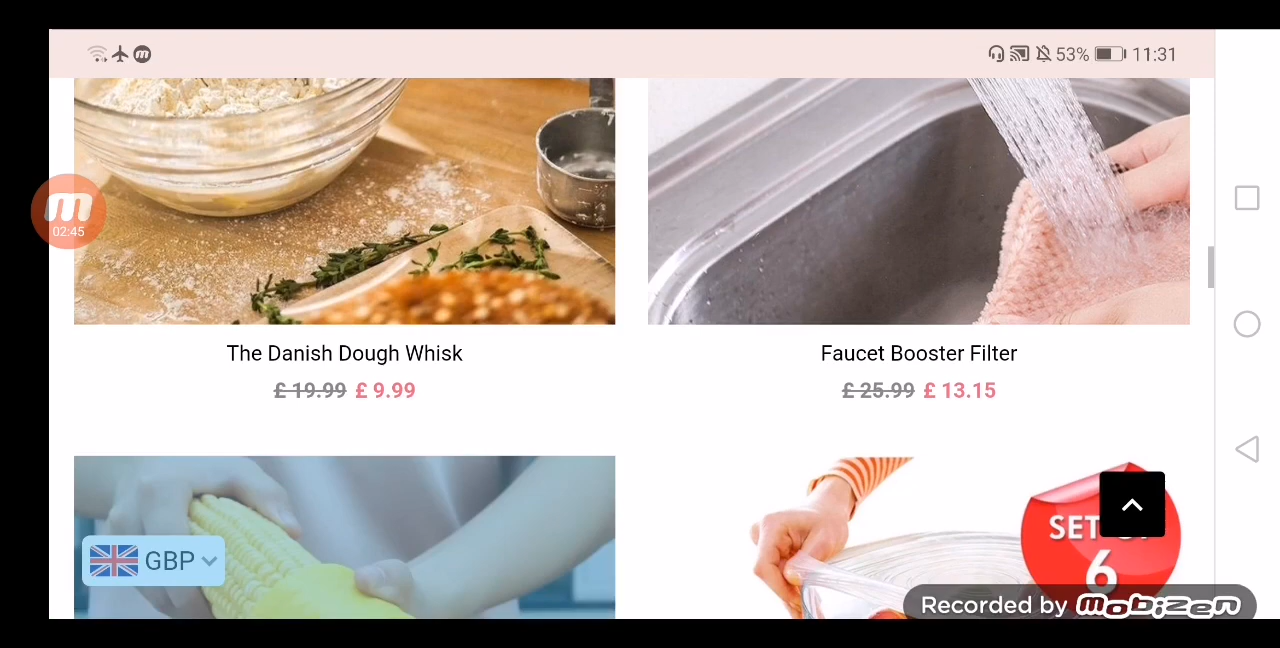 53% 11:31
m
02:45
The Danish Dough Whisk
£ 19.99 £ 9.99
Faucet Booster Filter
£ 25.99 £ 13.15
GBP
SET
6
Recorded by mobizen